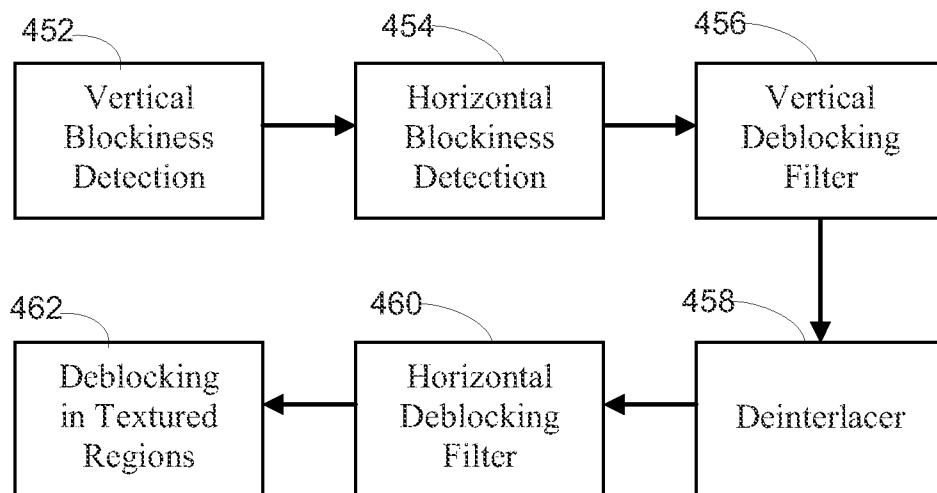 452
Vertical
Blockiness
Detection
454
Horizontal
Blockiness
Detection
456
Vertical
Deblocking
Filter
458
Deinterlacer
460
Horizontal
Deblocking
Filter
462
Deblocking
in Textured
Regions